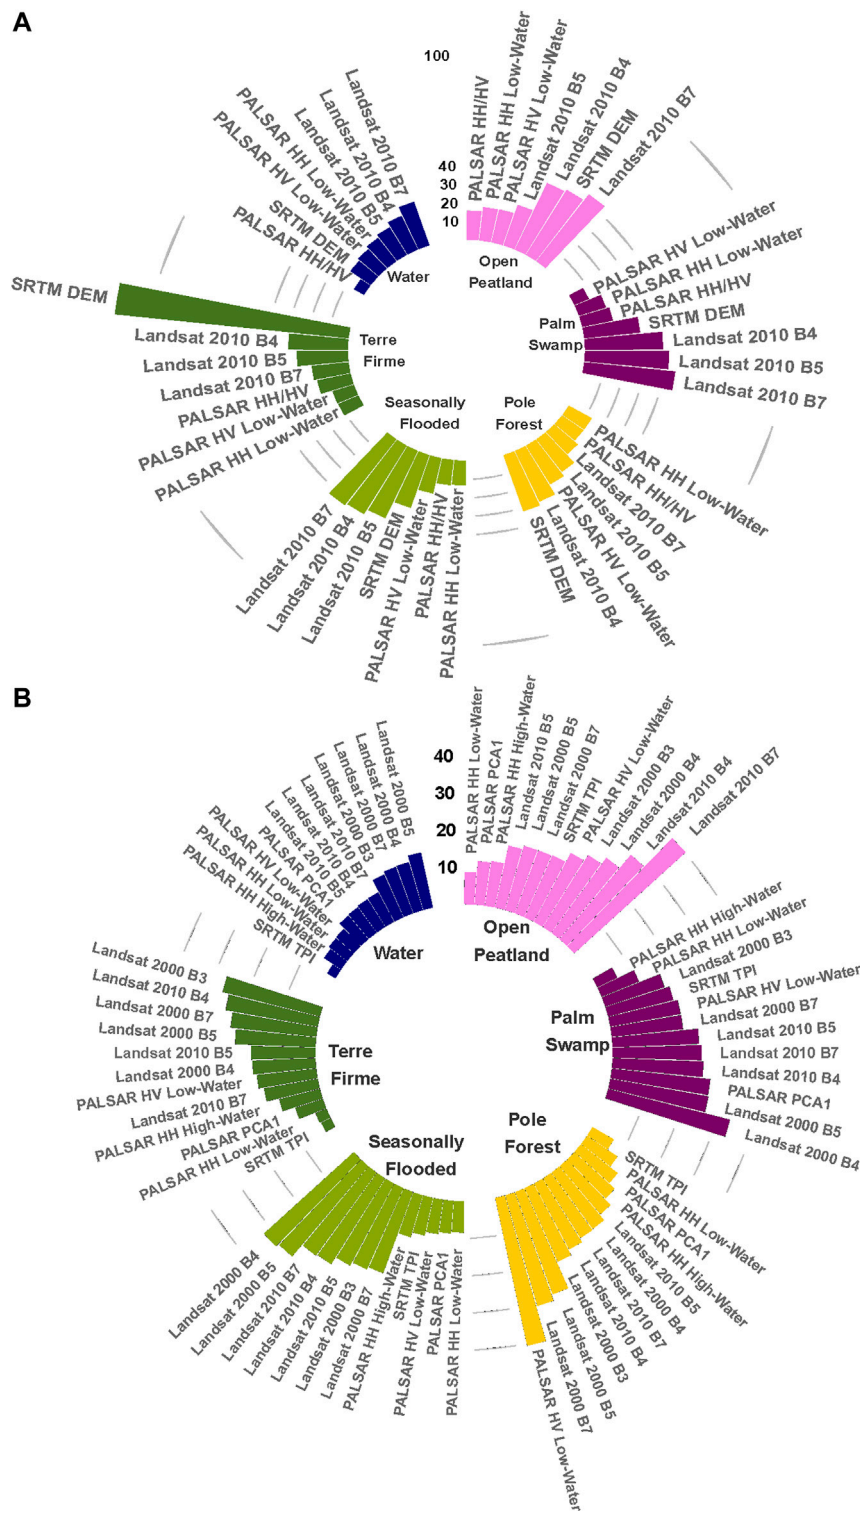 A
100
40
30
20
10
PALSAR HH/HV
PALSAR HH Low-Water
PALSAR HV Low-Water
Landsat 2010 B5
Landsat 2010 B4
SRTM DEM
Landsat 2010 B7
Open
Peatland
PALSAR HV Low-Water
PALSAR HH Low-Water
PALSAR HH/HV
SRTM DEM
Landsat 2010 B4
Landsat 2010 B5
Landsat 2010 B7
Palm
Swamp
PALSAR HH Low-Water
PALSAR HH/HV
Landsat 2010 B7
Landsat 2010 B5
PALSAR HV Low-Water
Landsat 2010 B4
SRTM DEM
Pole
Forest
PALSAR HH Low-Water
PALSAR HH/HV
PALSAR HV Low-Water
SRTM DEM
Landsat 2010 B5
Landsat 2010 B4
Landsat 2010 B7
Seasonally
Flooded
PALSAR HH Low-Water
PALSAR HV Low-Water
PALSAR HH/HV
Landsat 2010 B7
Landsat 2010 B5
Landsat 2010 B4
SRTM DEM
Terre
Firme
PALSAR HH/HV
SRTM DEM
PALSAR HV Low-Water
PALSAR HH Low-Water
Landsat 2010 B5
Landsat 2010 B4
Landsat 2010 B7
Water
B
40
30
20
10
PALSAR HH Low-Water
PALSAR PCA1
PALSAR HH High-Water
Landsat 2010 B5
Landsat 2000 B5
Landsat 2000 B7
SRTM TPI
PALSAR HV Low-Water
Landsat 2000 B3
Landsat 2000 B4
Landsat 2010 B4
Landsat 2010 B7
Open
Peatland
PALSAR HH High-Water
PALSAR HH Low-Water
Landsat 2000 B3
SRTM TPI
PALSAR HV Low-Water
Landsat 2000 B7
Landsat 2010 B5
Landsat 2010 B7
Landsat 2010 B4
PALSAR PCA1
Landsat 2000 B5
Landsat 2000 B4
Palm
Swamp
SRTM TPI
PALSAR HH Low-Water
PALSAR PCA1
PALSAR HH High-Water
Landsat 2010 B5
Landsat 2000 B4
Landsat 2010 B7
Landsat 2010 B4
Landsat 2000 B3
Landsat 2000 B5
Landsat 2000 B7
PALSAR HV Low-Water
Pole
Forest
PALSAR HH Low-Water
PALSAR PCA1
PALSAR HV Low-Water
SRTM TPI
PALSAR HH High-Water
Landsat 2000 B7
Landsat 2000 B3
Landsat 2010 B5
Landsat 2010 B4
Landsat 2010 B7
Landsat 2000 B5
Landsat 2000 B4
Seasonally
Flooded
SRTM TPI
PALSAR HH Low-Water
PALSAR PCA1
PALSAR HH High-Water
Landsat 2010 B7
PALSAR HV Low-Water
Landsat 2000 B4
Landsat 2010 B5
Landsat 2000 B5
Landsat 2000 B7
Landsat 2010 B4
Landsat 2000 B3
Terre
Firme
SRTM TPI
PALSAR HH High-Water
PALSAR HH Low-Water
PALSAR HV Low-Water
PALSAR PCA1
Landsat 2010 B5
Landsat 2010 B4
Landsat 2010 B7
Landsat 2000 B3
Landsat 2000 B7
Landsat 2000 B4
Landsat 2000 B5
Water